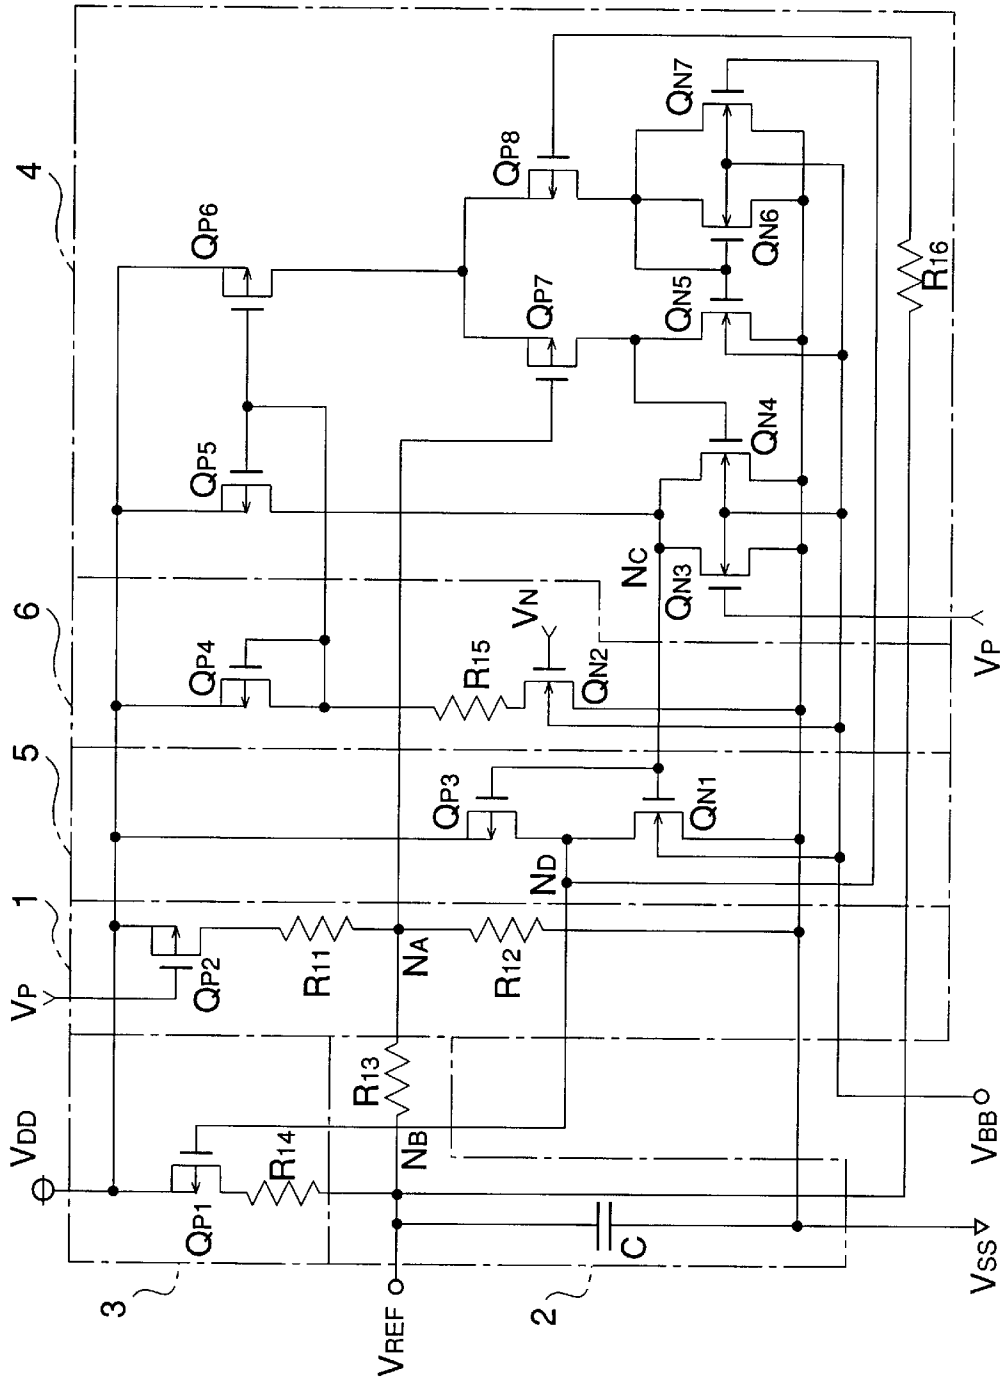 4
6
5
1
3
2
VDD
VP
QP1
R14
QP2
R11
NA
R12
R13
NB
VREF
C
VSS
VBB
QP3
ND
QN1
QP4
R15
VN
QN2
QP5
QP6
NC
QN3
VP
QN4
QP7
QN5
QP8
QN6
QN7
R16